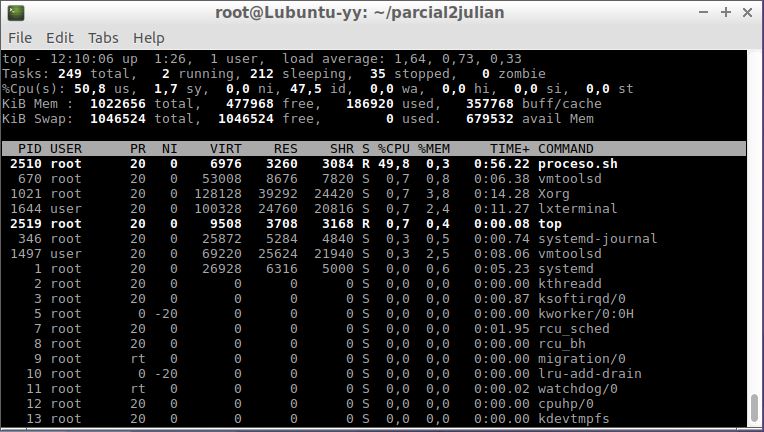 root@Lubuntu-yy: ~/parcial2julian
File Edit Tabs Help
top - 12:10:06 up  1:26,  1 user,  load average: 1,64, 0,73, 0,33
Tasks: 249 total,   2 running, 212 sleeping,  35 stopped,   0 zombie
%Cpu(s): 50,8 us,  1,7 sy,  0,0 ni, 47,5 id,  0,0 wa,  0,0 hi,  0,0 si,  0,0 st
KiB Mem :  1022656 total,   477968 free,   186920 used,   357768 buff/cache
KiB Swap:  1046524 total,  1046524 free,        0 used.   679532 avail Mem
PID USER      PR  NI    VIRT    RES    SHR S %CPU %MEM     TIME+ COMMAND
2510 root      20   0    6976   3260   3084 R 49,8  0,3   0:56.22 proceso.sh
670 root      20   0   53008   8676   7820 S  0,7  0,8   0:06.38 vmtoolsd
1021 root      20   0  128128  39292  24420 S  0,7  3,8   0:14.28 Xorg
1644 user      20   0  100328  24760  20816 S  0,7  2,4   0:11.27 lxterminal
2519 root      20   0    9508   3708   3168 R  0,7  0,4   0:00.08 top
346 root      20   0   25872   5284   4840 S  0,3  0,5   0:00.74 systemd-journal
1497 user      20   0   69220  25624  21940 S  0,3  2,5   0:08.06 vmtoolsd
1 root      20   0   26928   6316   5000 S  0,0  0,6   0:05.23 systemd
2 root      20   0       0      0      0 S  0,0  0,0   0:00.00 kthreadd
3 root      20   0       0      0      0 S  0,0  0,0   0:00.87 ksoftirqd/0
5 root       0 -20       0      0      0 S  0,0  0,0   0:00.00 kworker/0:0H
7 root      20   0       0      0      0 S  0,0  0,0   0:01.95 rcu_sched
8 root      20   0       0      0      0 S  0,0  0,0   0:00.00 rcu_bh
9 root      rt   0       0      0      0 S  0,0  0,0   0:00.00 migration/0
10 root       0 -20       0      0      0 S  0,0  0,0   0:00.00 lru-add-drain
11 root      rt   0       0      0      0 S  0,0  0,0   0:00.02 watchdog/0
12 root      20   0       0      0      0 S  0,0  0,0   0:00.00 cpuhp/0
13 root      20   0       0      0      0 S  0,0  0,0   0:00.00 kdevtmpfs